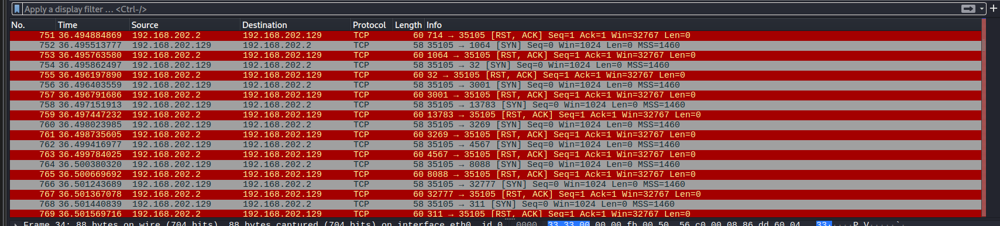 Apply a display filter … <Ctrl-/>
No. Time Source Destination Protocol Length Info
751 36.494884869 192.168.202.2 192.168.202.129 TCP 60 714 → 35105 [RST, ACK] Seq=1 Ack=1 Win=32767 Len=0
752 36.495513777 192.168.202.129 192.168.202.2 TCP 58 35105 → 1064 [SYN] Seq=0 Win=1024 Len=0 MSS=1460
753 36.495763580 192.168.202.2 192.168.202.129 TCP 60 1064 → 35105 [RST, ACK] Seq=1 Ack=1 Win=32767 Len=0
754 36.495862497 192.168.202.129 192.168.202.2 TCP 58 35105 → 32 [SYN] Seq=0 Win=1024 Len=0 MSS=1460
755 36.496197890 192.168.202.2 192.168.202.129 TCP 60 32 → 35105 [RST, ACK] Seq=1 Ack=1 Win=32767 Len=0
756 36.496403559 192.168.202.129 192.168.202.2 TCP 58 35105 → 3001 [SYN] Seq=0 Win=1024 Len=0 MSS=1460
757 36.496791686 192.168.202.2 192.168.202.129 TCP 60 3001 → 35105 [RST, ACK] Seq=1 Ack=1 Win=32767 Len=0
758 36.497151913 192.168.202.129 192.168.202.2 TCP 58 35105 → 13783 [SYN] Seq=0 Win=1024 Len=0 MSS=1460
759 36.497447232 192.168.202.2 192.168.202.129 TCP 60 13783 → 35105 [RST, ACK] Seq=1 Ack=1 Win=32767 Len=0
760 36.498023985 192.168.202.129 192.168.202.2 TCP 58 35105 → 3269 [SYN] Seq=0 Win=1024 Len=0 MSS=1460
761 36.498735605 192.168.202.2 192.168.202.129 TCP 60 3269 → 35105 [RST, ACK] Seq=1 Ack=1 Win=32767 Len=0
762 36.499416977 192.168.202.129 192.168.202.2 TCP 58 35105 → 4567 [SYN] Seq=0 Win=1024 Len=0 MSS=1460
763 36.499784025 192.168.202.2 192.168.202.129 TCP 60 4567 → 35105 [RST, ACK] Seq=1 Ack=1 Win=32767 Len=0
764 36.500380320 192.168.202.129 192.168.202.2 TCP 58 35105 → 8088 [SYN] Seq=0 Win=1024 Len=0 MSS=1460
765 36.500669692 192.168.202.2 192.168.202.129 TCP 60 8088 → 35105 [RST, ACK] Seq=1 Ack=1 Win=32767 Len=0
766 36.501243689 192.168.202.129 192.168.202.2 TCP 58 35105 → 32777 [SYN] Seq=0 Win=1024 Len=0 MSS=1460
767 36.501367078 192.168.202.2 192.168.202.129 TCP 60 32777 → 35105 [RST, ACK] Seq=1 Ack=1 Win=32767 Len=0
768 36.501440839 192.168.202.129 192.168.202.2 TCP 58 35105 → 311 [SYN] Seq=0 Win=1024 Len=0 MSS=1460
769 36.501569716 192.168.202.2 192.168.202.129 TCP 60 311 → 35105 [RST, ACK] Seq=1 Ack=1 Win=32767 Len=0
Frame 34: 88 bytes on wire (704 bits), 88 bytes captured (704 bits) on interface eth0, id 0 0000 33 33 00 00 00 fb 00 50 56 c0 00 08 86 dd 60 04 33·····P V·····`·